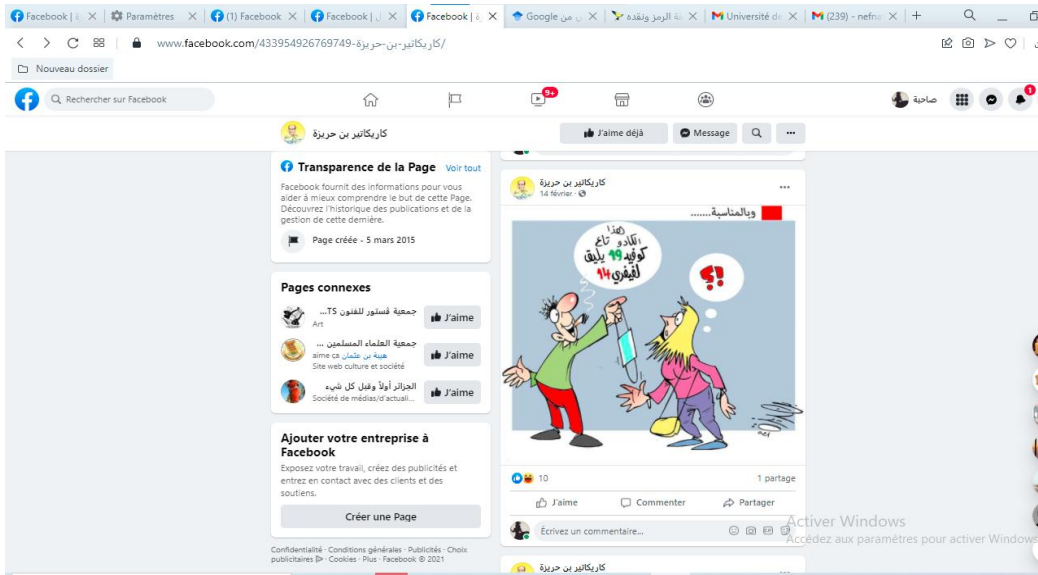 Facebook |
Paramètres
(1) Facebook
Facebook |
Facebook |
Google من
ة الرمز ونقده
Université de
(239) - nefna
www.facebook.com/433954926769749-كاريكاتير-بن-حريزة/
Nouveau dossier
Rechercher sur Facebook
9+
صاحبة
1
كاريكاتير بن حريزة
J'aime déjà
Message
Transparence de la Page
Voir tout
Facebook fournit des informations pour vous
aider à mieux comprendre le but de cette Page.
Découvrez l'historique des publications et de la
gestion de cette dernière.
Page créée - 5 mars 2015
Pages connexes
جمعية ڨستور للفنون TS...
Art
J'aime
جمعية العلماء المسلمين ...
aime ça هيبة بن عثمان
Site web culture et société
J'aime
الجزائر أولاً وقبل كل شيء
Société de médias/d'actuali...
J'aime
Ajouter votre entreprise à
Facebook
Exposez votre travail, créez des publicités et
entrez en contact avec des clients et des
soutiens.
Créer une Page
Confidentialité · Conditions générales · Publicités · Choix
publicitaires · Cookies · Plus · Facebook © 2021
كاريكاتير بن حريزة
14 février
وبالمناسبة.......
هذا
الكادو تاع
كوفيد 19 يليق
لفيفري 14
؟!
10
1 partage
J'aime
Commenter
Partager
Écrivez un commentaire...
GIF
كاريكاتير بن حريزة
Activer Windows
Accédez aux paramètres pour activer Windows